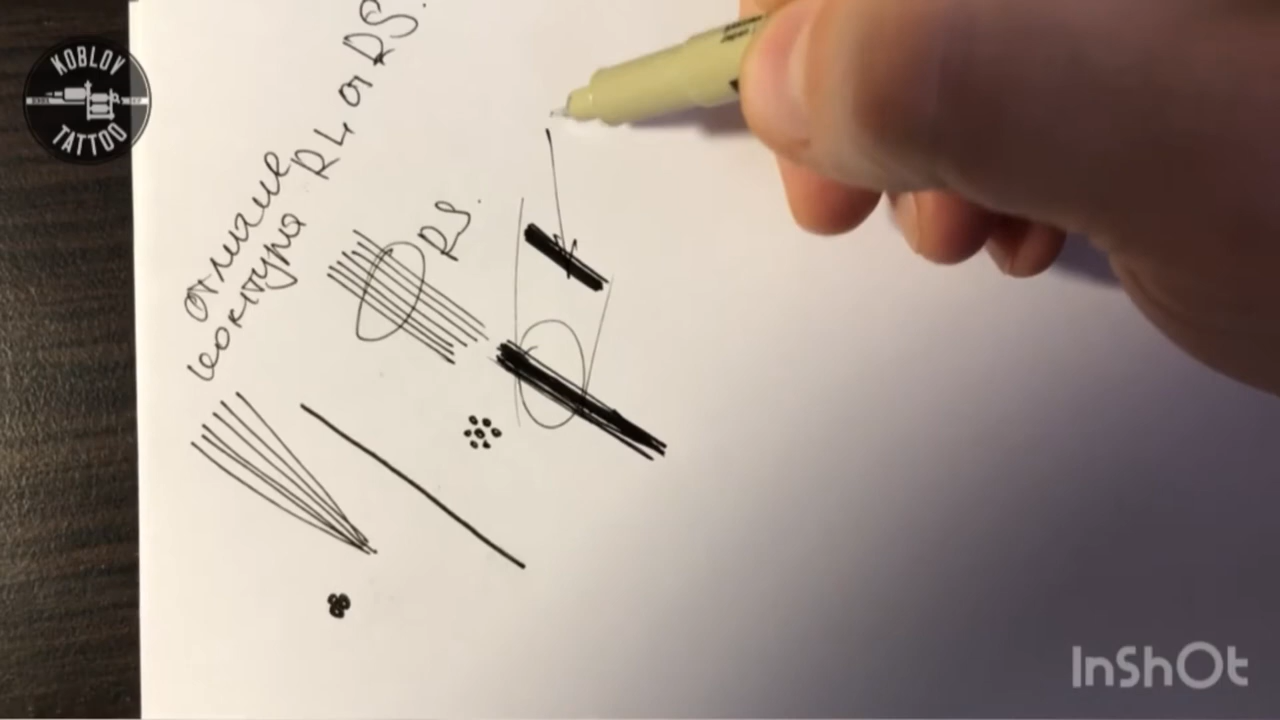 KOBLOV
TATTOO
отличие
контура RL от RS.
RS.
InShOt